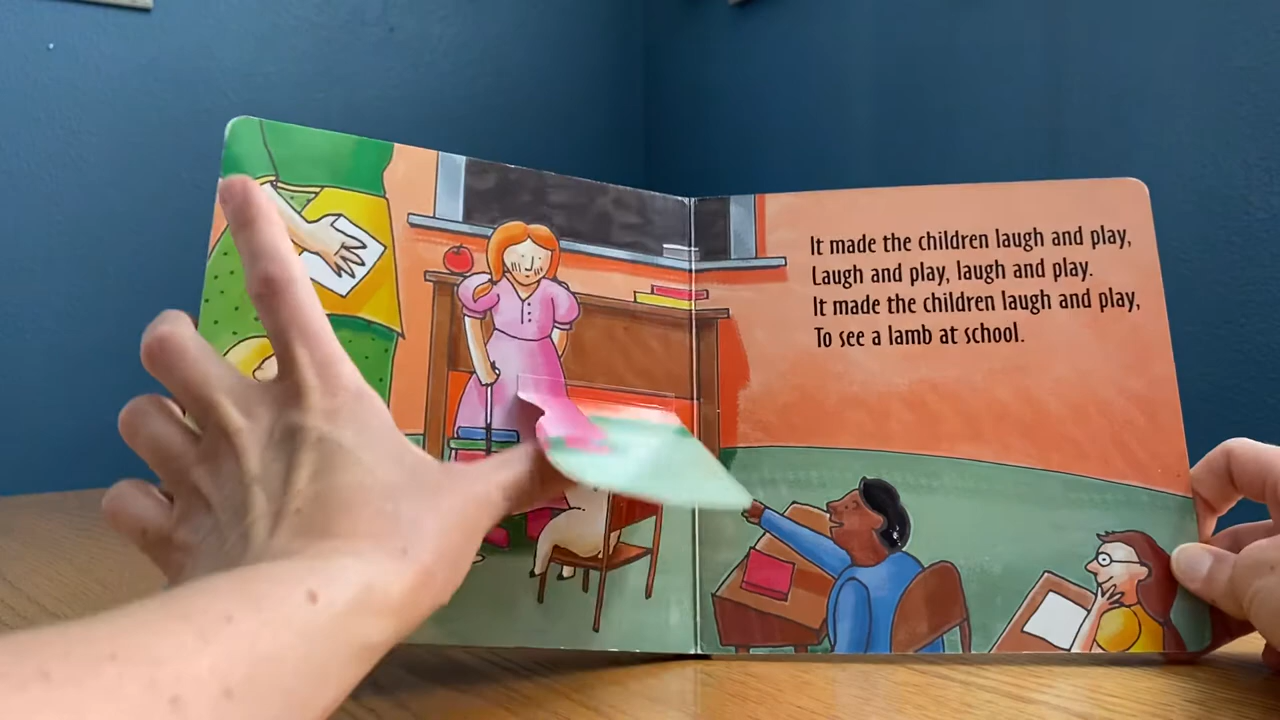 It made the children laugh and play,
Laugh and play, laugh and play.
It made the children laugh and play,
To see a lamb at school.